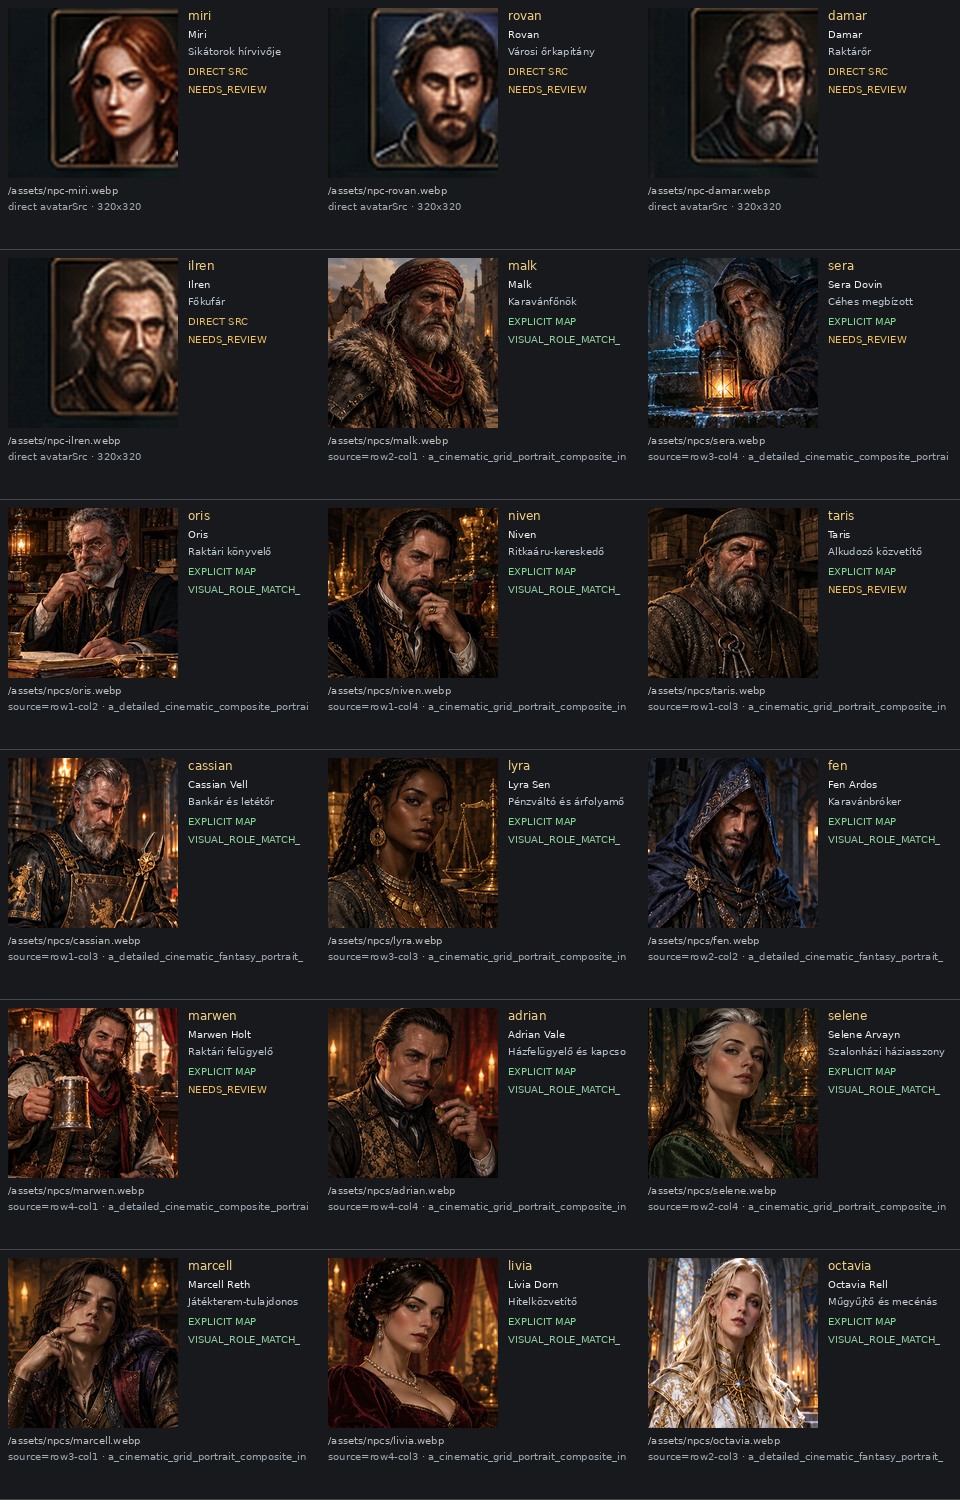 miri
Miri
Sikátorok hírvivője
DIRECT SRC
NEEDS_REVIEW
/assets/npc-miri.webp
direct avatarSrc · 320x320
rovan
Rovan
Városi őrkapitány
DIRECT SRC
NEEDS_REVIEW
/assets/npc-rovan.webp
direct avatarSrc · 320x320
damar
Damar
Raktárőr
DIRECT SRC
NEEDS_REVIEW
/assets/npc-damar.webp
direct avatarSrc · 320x320
ilren
Ilren
Főkufár
DIRECT SRC
NEEDS_REVIEW
/assets/npc-ilren.webp
direct avatarSrc · 320x320
malk
Malk
Karavánfőnök
EXPLICIT MAP
VISUAL_ROLE_MATCH_
/assets/npcs/malk.webp
source=row2-col1 · a_cinematic_grid_portrait_composite_in
sera
Sera Dovin
Céhes megbízott
EXPLICIT MAP
NEEDS_REVIEW
/assets/npcs/sera.webp
source=row3-col4 · a_detailed_cinematic_composite_portrai
oris
Oris
Raktári könyvelő
EXPLICIT MAP
VISUAL_ROLE_MATCH_
/assets/npcs/oris.webp
source=row1-col2 · a_detailed_cinematic_composite_portrai
niven
Niven
Ritkaáru-kereskedő
EXPLICIT MAP
VISUAL_ROLE_MATCH_
/assets/npcs/niven.webp
source=row1-col4 · a_cinematic_grid_portrait_composite_in
taris
Taris
Alkudozó közvetítő
EXPLICIT MAP
NEEDS_REVIEW
/assets/npcs/taris.webp
source=row1-col3 · a_cinematic_grid_portrait_composite_in
cassian
Cassian Vell
Bankár és letétőr
EXPLICIT MAP
VISUAL_ROLE_MATCH_
/assets/npcs/cassian.webp
source=row1-col3 · a_detailed_cinematic_fantasy_portrait_
lyra
Lyra Sen
Pénzváltó és árfolyamő
EXPLICIT MAP
VISUAL_ROLE_MATCH_
/assets/npcs/lyra.webp
source=row3-col3 · a_cinematic_grid_portrait_composite_in
fen
Fen Ardos
Karavánbróker
EXPLICIT MAP
VISUAL_ROLE_MATCH_
/assets/npcs/fen.webp
source=row2-col2 · a_detailed_cinematic_fantasy_portrait_
marwen
Marwen Holt
Raktári felügyelő
EXPLICIT MAP
NEEDS_REVIEW
/assets/npcs/marwen.webp
source=row4-col1 · a_detailed_cinematic_composite_portrai
adrian
Adrian Vale
Házfelügyelő és kapcso
EXPLICIT MAP
VISUAL_ROLE_MATCH_
/assets/npcs/adrian.webp
source=row4-col4 · a_cinematic_grid_portrait_composite_in
selene
Selene Arvayn
Szalonházi háziasszony
EXPLICIT MAP
VISUAL_ROLE_MATCH_
/assets/npcs/selene.webp
source=row2-col4 · a_cinematic_grid_portrait_composite_in
marcell
Marcell Reth
Játékterem-tulajdonos
EXPLICIT MAP
VISUAL_ROLE_MATCH_
/assets/npcs/marcell.webp
source=row3-col1 · a_cinematic_grid_portrait_composite_in
livia
Livia Dorn
Hitelközvetítő
EXPLICIT MAP
VISUAL_ROLE_MATCH_
/assets/npcs/livia.webp
source=row4-col3 · a_cinematic_grid_portrait_composite_in
octavia
Octavia Rell
Műgyűjtő és mecénás
EXPLICIT MAP
VISUAL_ROLE_MATCH_
/assets/npcs/octavia.webp
source=row2-col3 · a_detailed_cinematic_fantasy_portrait_